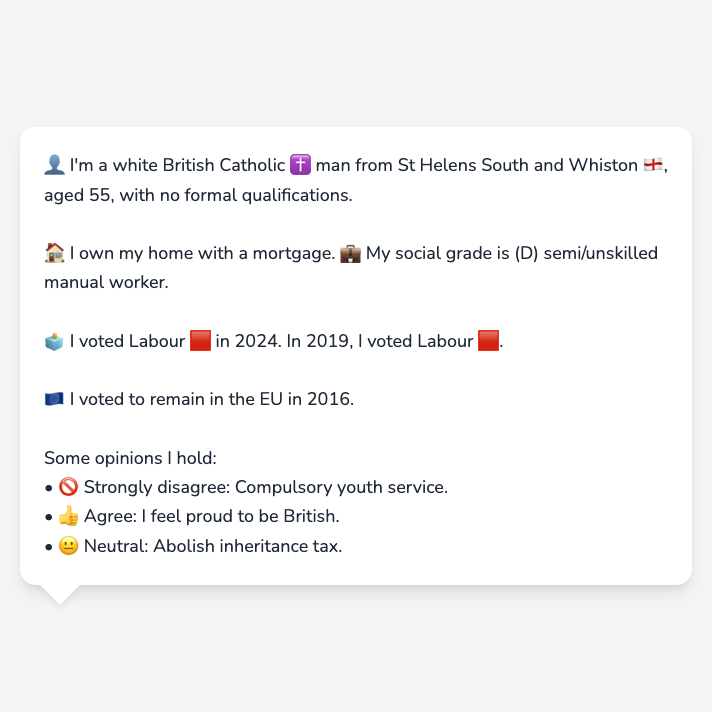 👤 I'm a white British Catholic ✝️ man from St Helens South and Whiston 🏴󠁧󠁢󠁥󠁮󠁧󠁿,
aged 55, with no formal qualifications.
🏠 I own my home with a mortgage. 💼 My social grade is (D) semi/unskilled
manual worker.
🗳️ I voted Labour 🟥 in 2024. In 2019, I voted Labour 🟥.
🇪🇺 I voted to remain in the EU in 2016.
Some opinions I hold:
• 🚫 Strongly disagree: Compulsory youth service.
• 👍 Agree: I feel proud to be British.
• 😐 Neutral: Abolish inheritance tax.